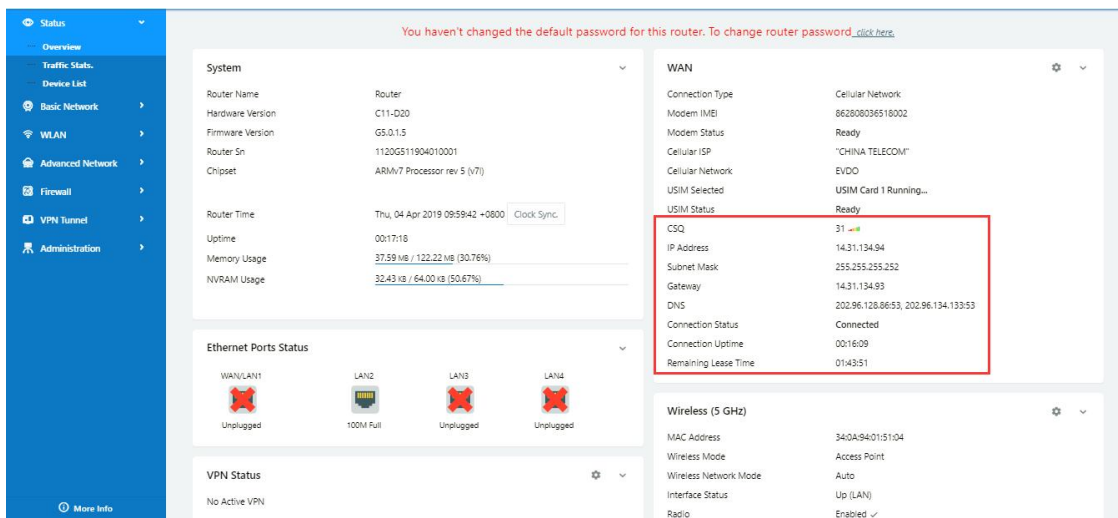 You haven't changed the default password for this router. To change router password click here.
Status
Overview
Traffic Stats.
Device List
Basic Network
WLAN
Advanced Network
Firewall
VPN Tunnel
Administration
More Info
System
Router Name Router
Hardware Version C11-D20
Firmware Version G5.0.1.5
Router Sn 1120G511904010001
Chipset ARMv7 Processor rev 5 (v7l)
Router Time Thu, 04 Apr 2019 09:59:42 +0800 Clock Sync.
Uptime 00:17:18
Memory Usage 37.59 MB / 122.22 MB (30.76%)
NVRAM Usage 32.43 KB / 64.00 KB (50.67%)
Ethernet Ports Status
WAN/LAN1 LAN2 LAN3 LAN4
Unplugged 100M Full Unplugged Unplugged
VPN Status
No Active VPN
WAN
Connection Type Cellular Network
Modem IMEI 862808036518002
Modem Status Ready
Cellular ISP "CHINA TELECOM"
Cellular Network EVDO
USIM Selected USIM Card 1 Running...
USIM Status Ready
CSQ 31
IP Address 14.31.134.94
Subnet Mask 255.255.255.252
Gateway 14.31.134.93
DNS 202.96.128.86:53, 202.96.134.133:53
Connection Status Connected
Connection Uptime 00:16:09
Remaining Lease Time 01:43:51
Wireless (5 GHz)
MAC Address 34:0A:94:01:51:04
Wireless Mode Access Point
Wireless Network Mode Auto
Interface Status Up (LAN)
Radio Enabled ✓